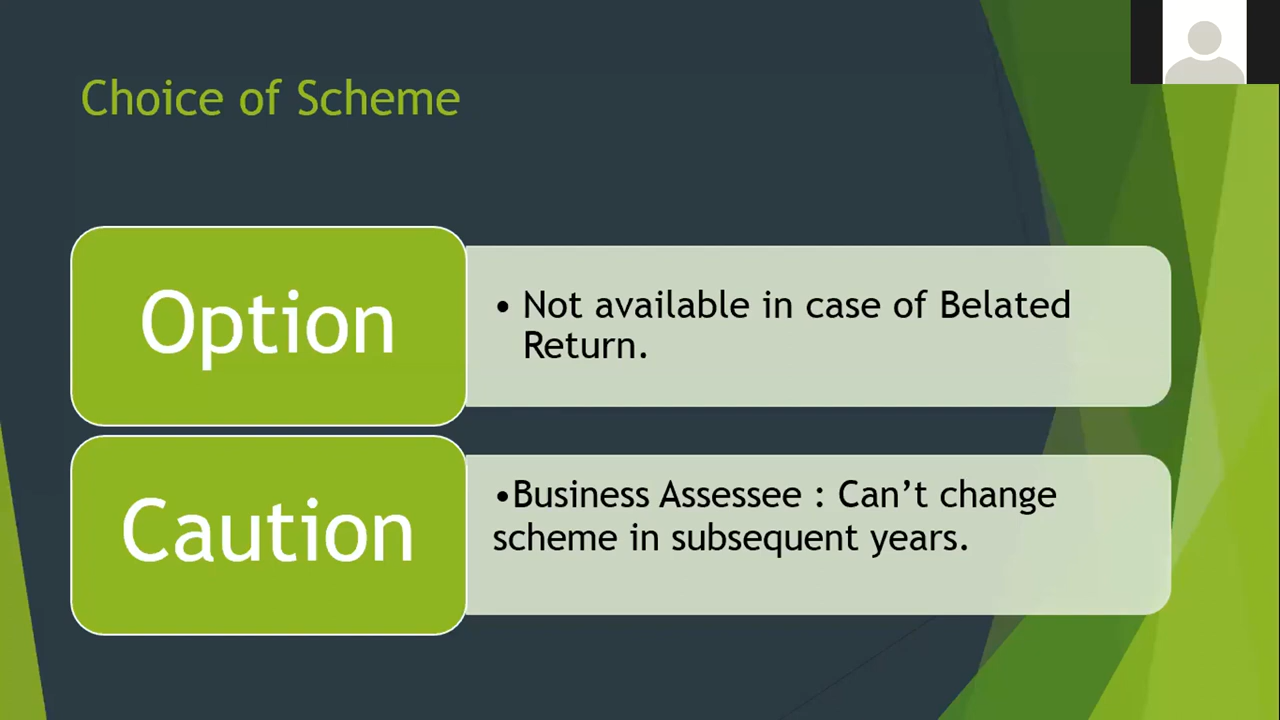 Choice of Scheme
Option
• Not available in case of Belated
Return.
Caution
•Business Assessee : Can’t change
scheme in subsequent years.